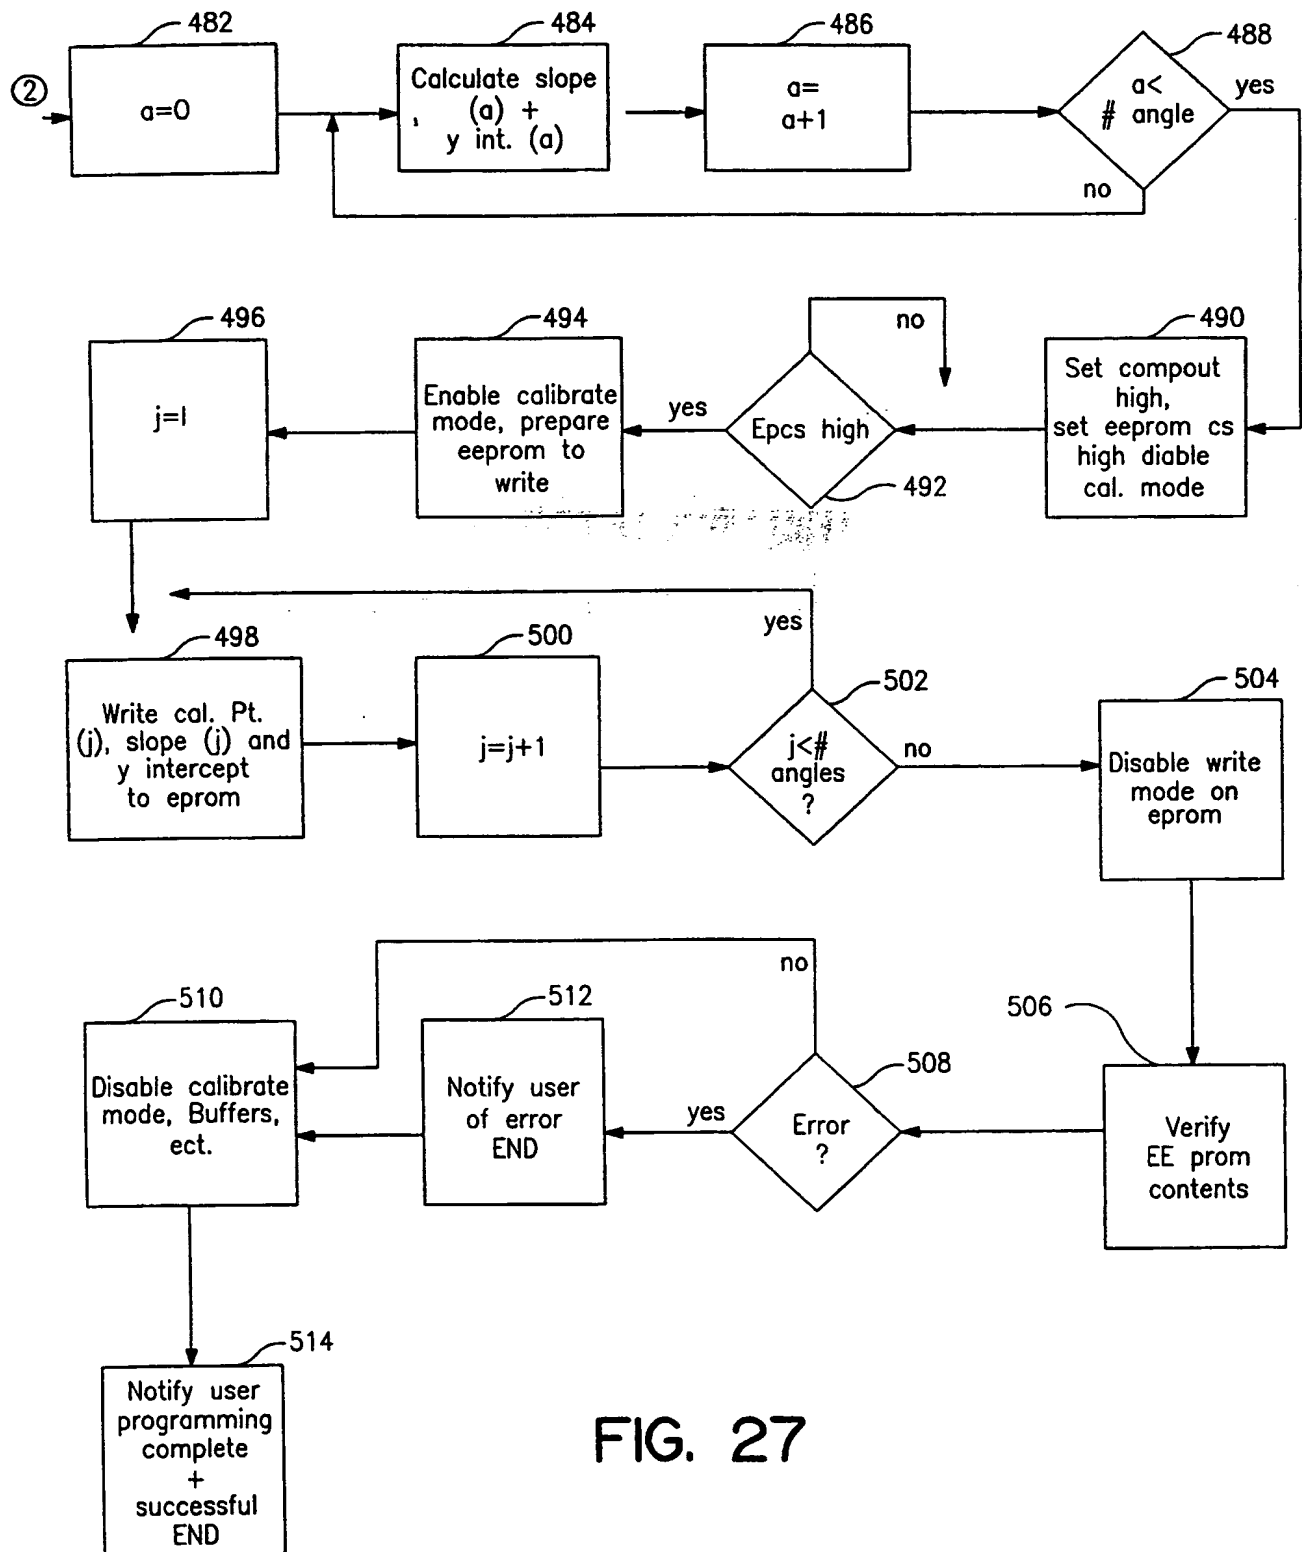 482
2
a=0
484
Calculate slope
(a) +
y int. (a)
486
a=
a+1
488
a<
# angle
yes
no
490
Set compout
high,
set eeprom cs
high diable
cal. mode
no
Epcs high
492
yes
494
Enable calibrate
mode, prepare
eeprom to
write
496
j=1
498
Write cal. Pt.
(j), slope (j) and
y intercept
to eprom
500
j=j+1
yes
502
j<#
angles
?
no
504
Disable write
mode on
eprom
506
Verify
EE prom
contents
no
508
Error
?
yes
512
Notify user
of error
END
510
Disable calibrate
mode, Buffers,
ect.
514
Notify user
programming
complete
+
successful
END
FIG. 27